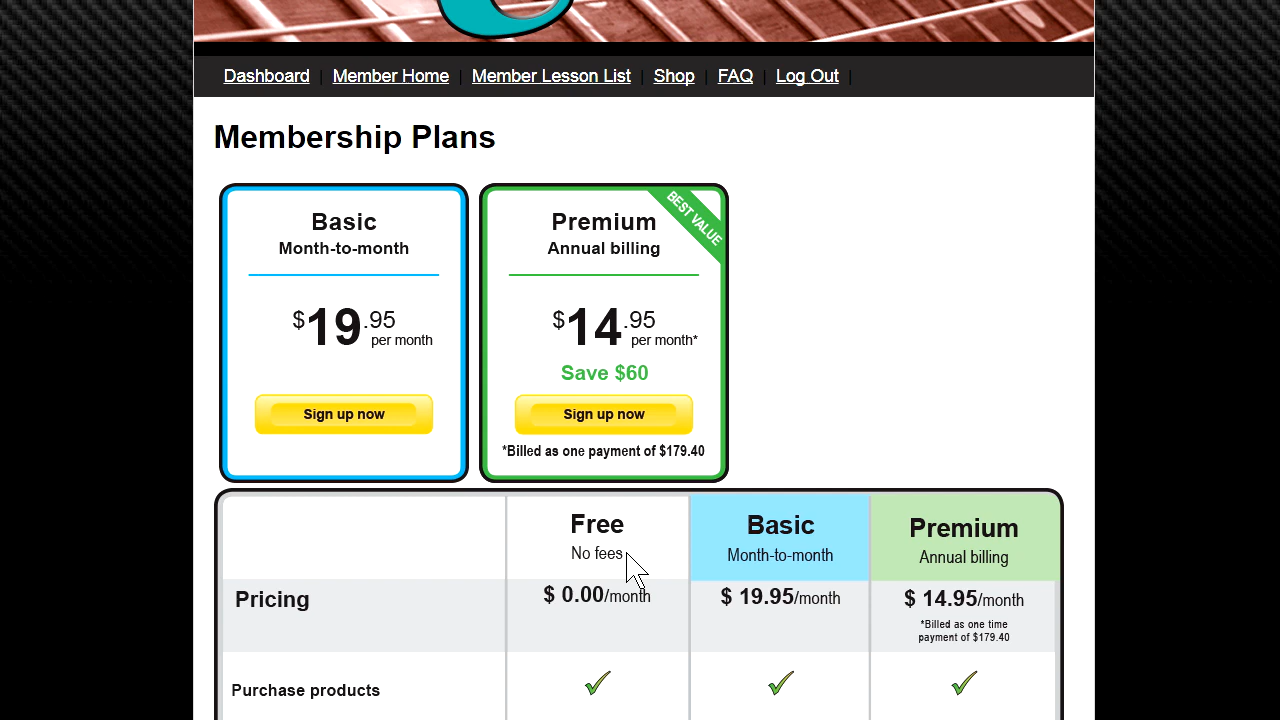 Dashboard | Member Home | Member Lesson List | Shop | FAQ | Log Out |
Membership Plans
Basic
Month-to-month
$19.95
per month
Sign up now
BEST VALUE
Premium
Annual billing
$14.95
per month*
Save $60
Sign up now
*Billed as one payment of $179.40
Free
No fees
Basic
Month-to-month
Premium
Annual billing
Pricing
$ 0.00/month
$ 19.95/month
$ 14.95/month
*Billed as one time
payment of $179.40
Purchase products